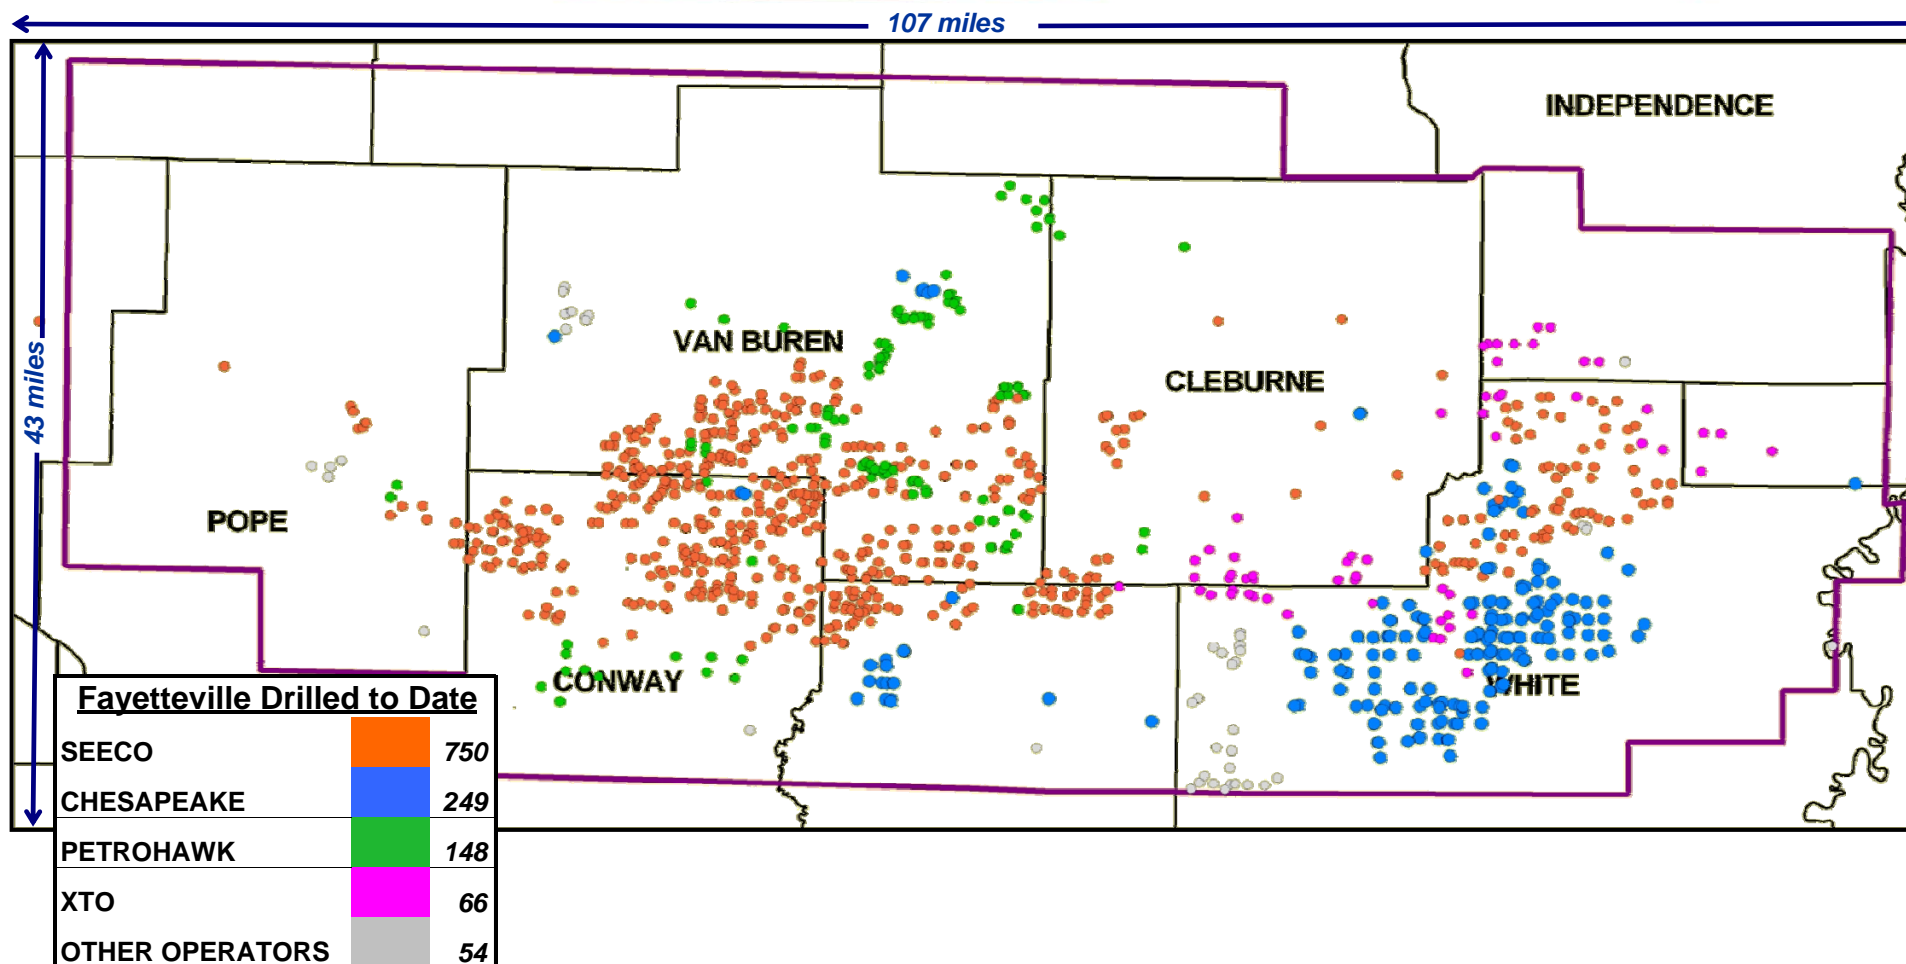 107 miles
INDEPENDENCE
43 miles
VAN BUREN
CLEBURNE
POPE
CONWAY
WHITE
Fayetteville Drilled to Date
SEECO 750
CHESAPEAKE 249
PETROHAWK 148
XTO 66
OTHER OPERATORS 54